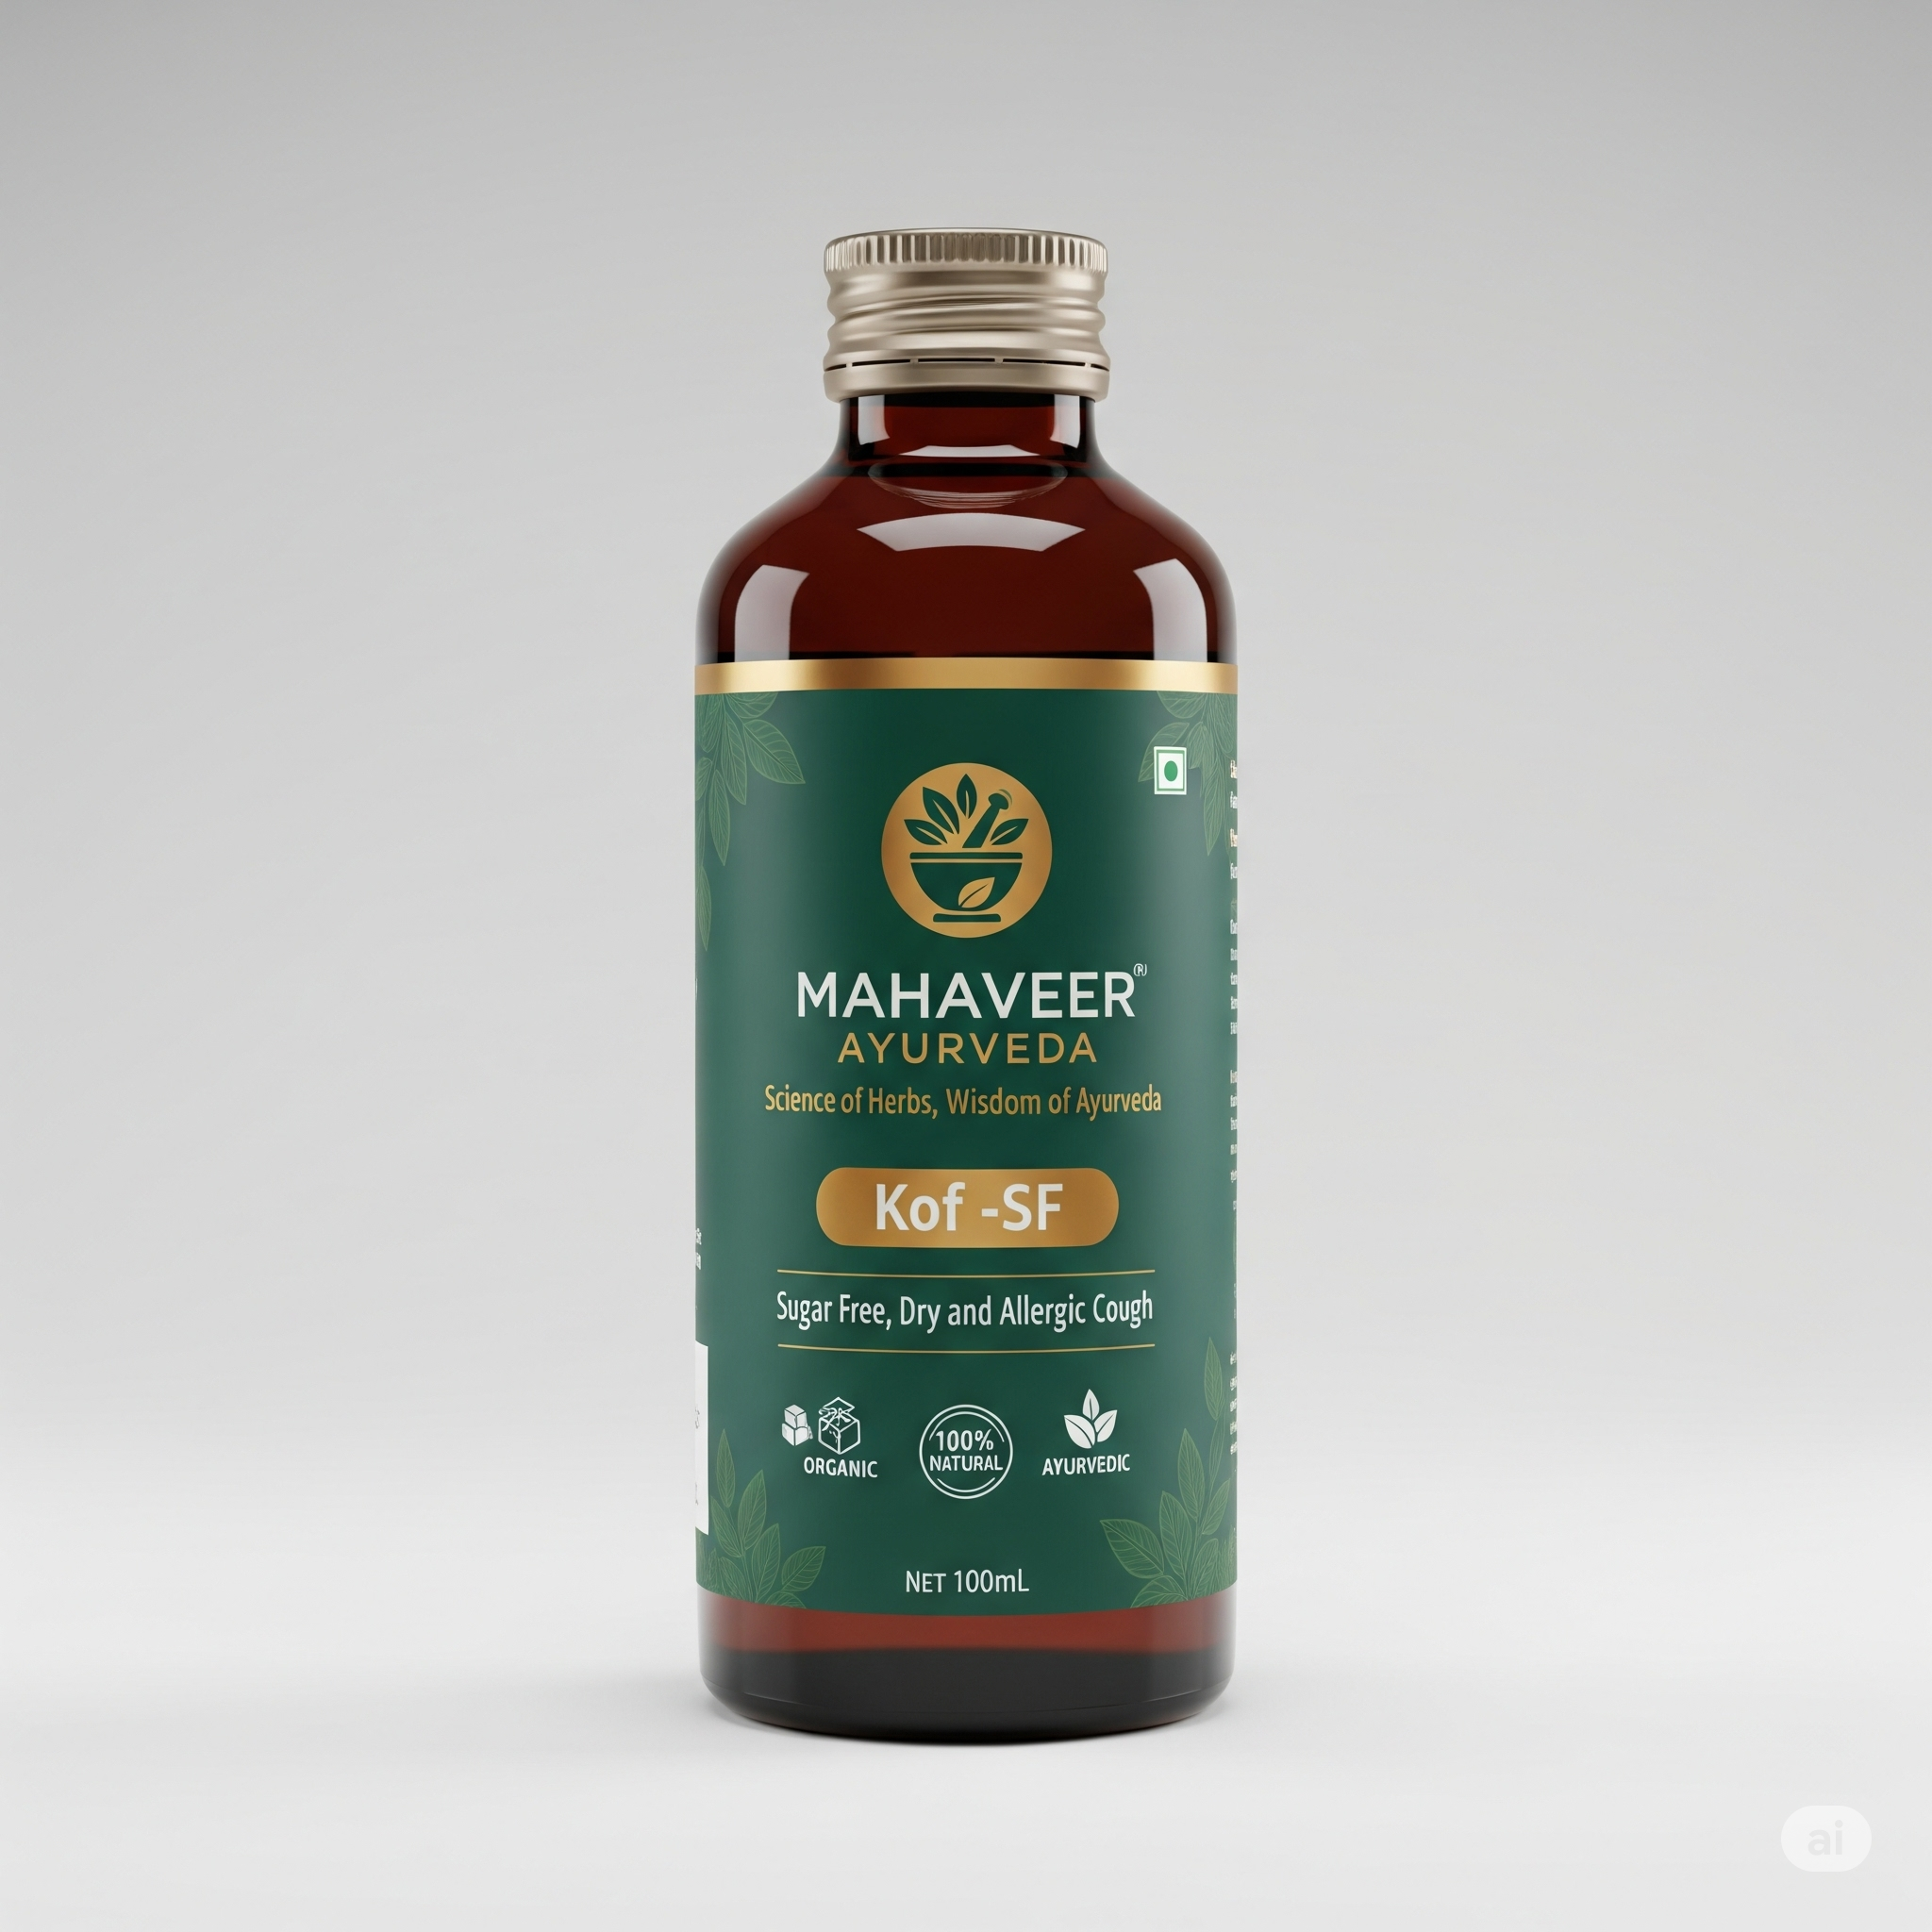 MAHAVEER®
AYURVEDA
Science of Herbs, Wisdom of Ayurveda
Kof -SF
Sugar Free, Dry and Allergic Cough
ORGANIC
100%
NATURAL
AYURVEDIC
NET 100mL
ai